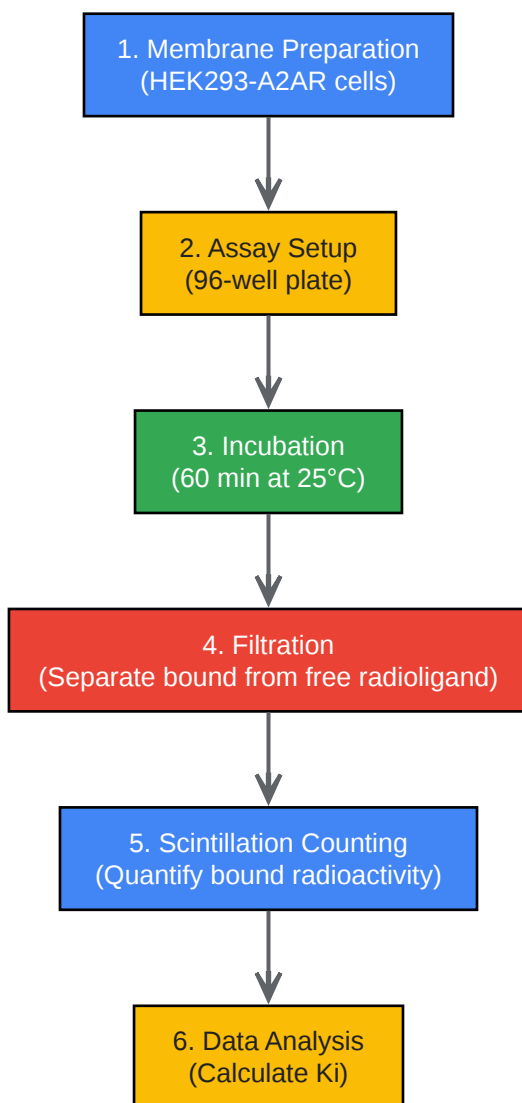 1. Membrane Preparation
(HEK293-A2AR cells)
2. Assay Setup
(96-well plate)
3. Incubation
(60 min at 25°C)
4. Filtration
(Separate bound from free radioligand)
5. Scintillation Counting
(Quantify bound radioactivity)
6. Data Analysis
(Calculate Ki)